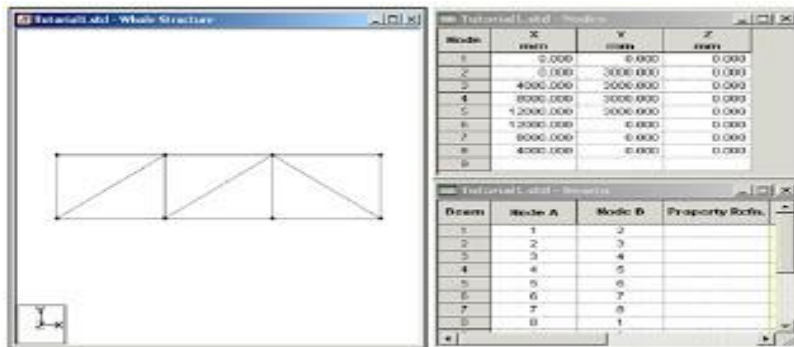 Tutorial1.std - Whole Structure
Tutorial1.std - Nodes
Node X mm Y mm Z mm
1 0.000 0.000 0.000
2 0.000 3000.000 0.000
3 4000.000 3000.000 0.000
4 8000.000 3000.000 0.000
5 12000.000 3000.000 0.000
6 12000.000 0.000 0.000
7 8000.000 0.000 0.000
8 4000.000 0.000 0.000
9
Tutorial1.std - Beams
Beam Node A Node B Property Refn.
1 1 2
2 2 3
3 3 4
4 4 5
5 5 6
6 6 7
7 7 8
8 8 1
Y
X